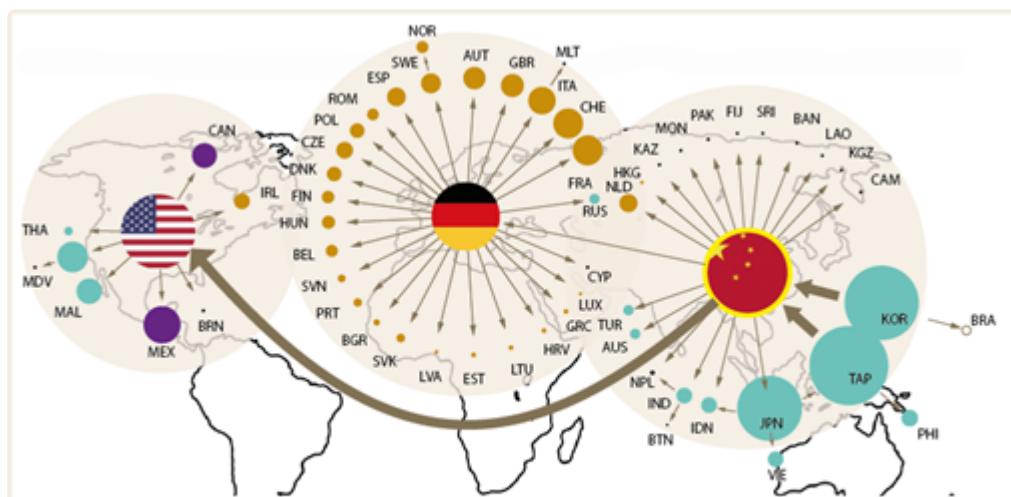 NOR
SWE
AUT
GBR
MLT
ESP
ITA
ROM
CHE
POL
CZE
DNK
FRA
FIN
HUN
BEL
SVN
PRT
BGR
SVK
LVA
EST
LTU
HRV
GRC
LUX
CYP
RUS
CAN
IRL
THA
MDV
MAL
MEX
BRN
KAZ
MON
PAK
FIJ
SRI
BAN
LAO
KGZ
CAM
HKG
NLD
TUR
AUS
NPL
IND
BTN
IDN
JPN
VIE
KOR
TAP
BRA
PHI